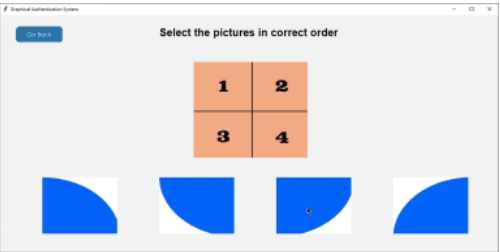 Graphical Authentication System
Go Back
Select the pictures in correct order
1 2
3 4